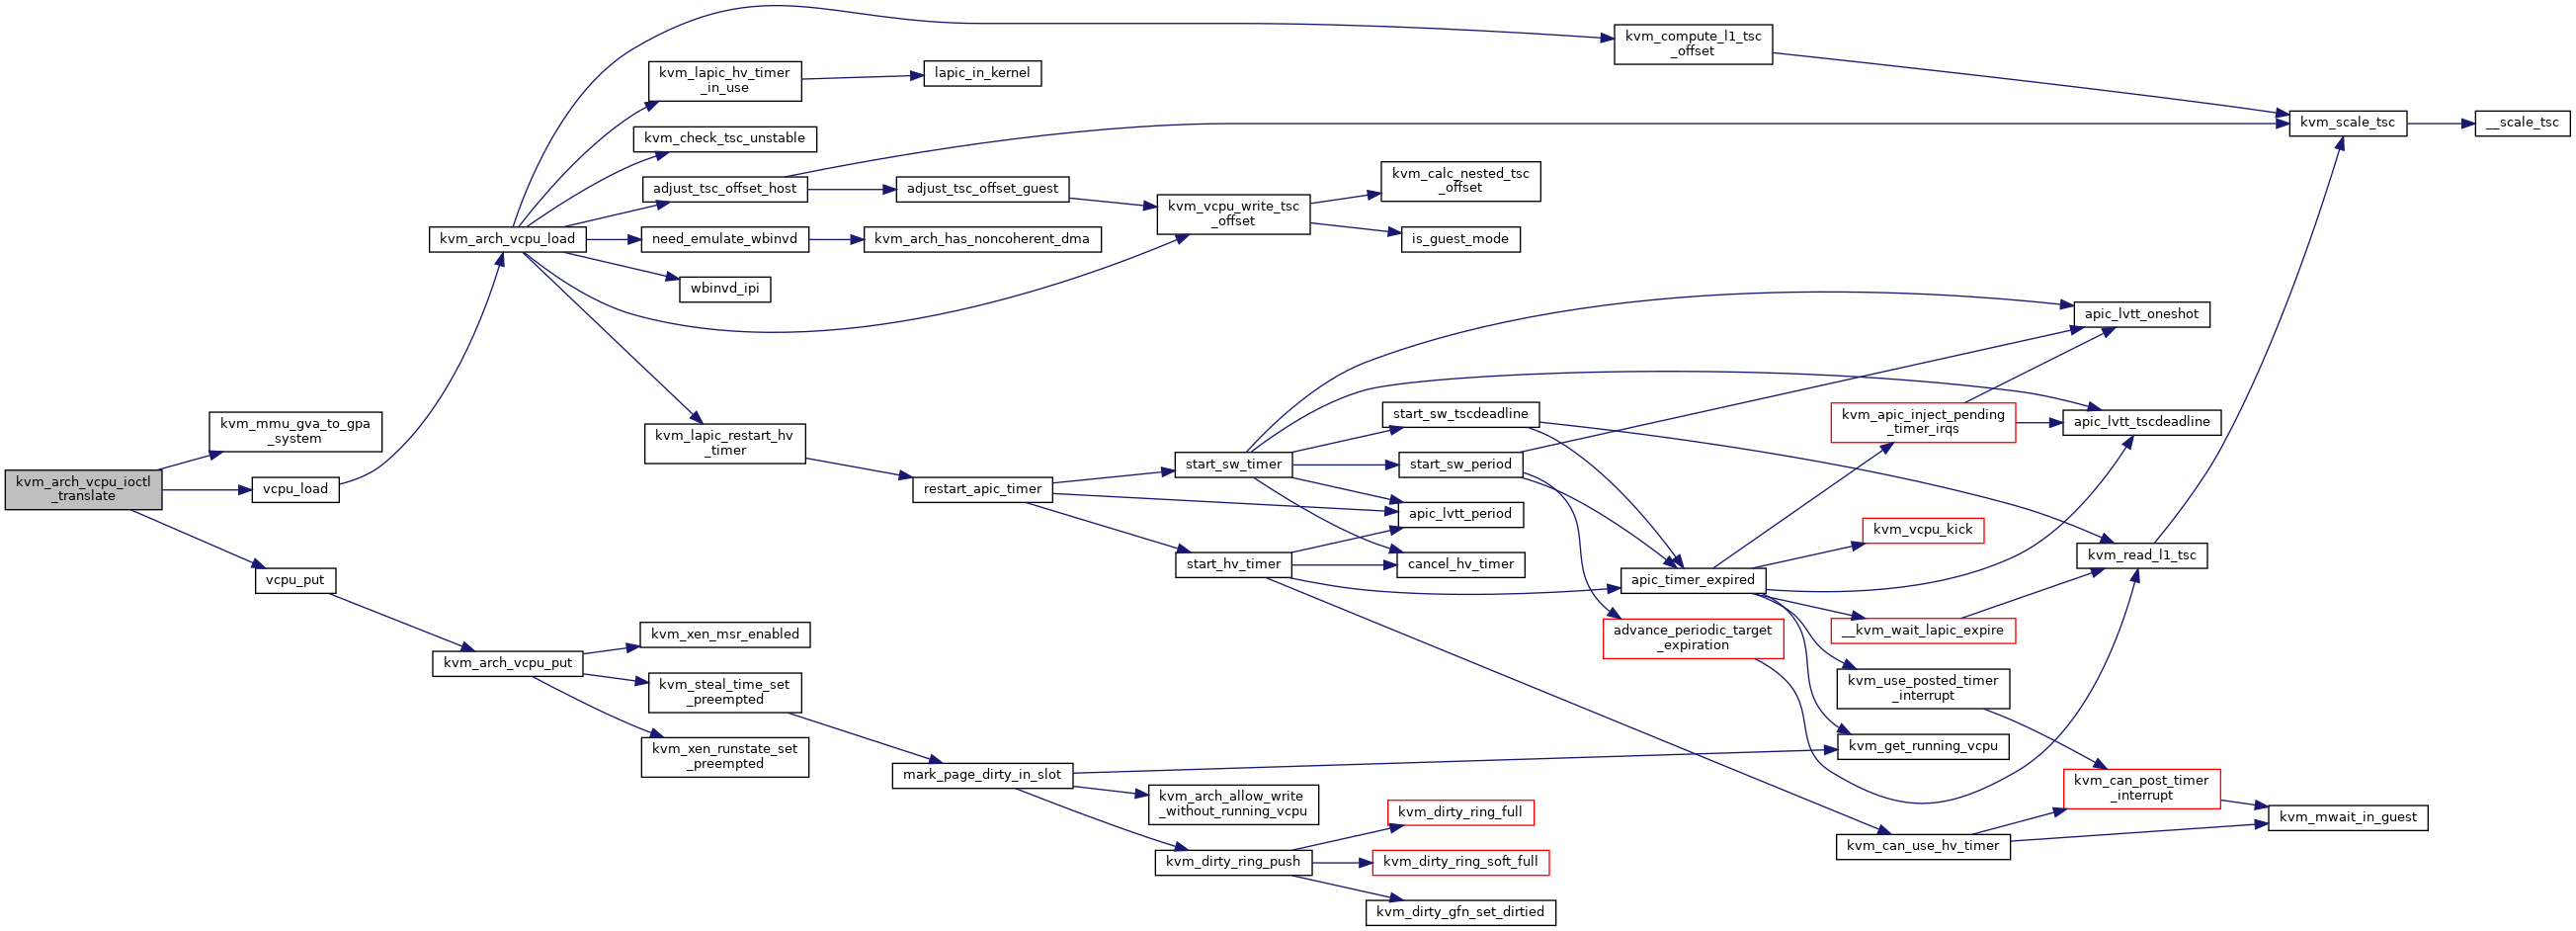 kvm_arch_vcpu_ioctl
_translate
kvm_mmu_gva_to_gpa
_system
vcpu_load
vcpu_put
kvm_arch_vcpu_load
kvm_arch_vcpu_put
kvm_lapic_hv_timer
_in_use
kvm_check_tsc_unstable
adjust_tsc_offset_host
need_emulate_wbinvd
wbinvd_ipi
kvm_lapic_restart_hv
_timer
kvm_xen_msr_enabled
kvm_steal_time_set
_preempted
kvm_xen_runstate_set
_preempted
lapic_in_kernel
adjust_tsc_offset_guest
kvm_arch_has_noncoherent_dma
restart_apic_timer
mark_page_dirty_in_slot
kvm_vcpu_write_tsc
_offset
start_sw_timer
start_hv_timer
kvm_arch_allow_write
_without_running_vcpu
kvm_dirty_ring_push
kvm_calc_nested_tsc
_offset
is_guest_mode
start_sw_tscdeadline
start_sw_period
apic_lvtt_period
cancel_hv_timer
kvm_dirty_ring_full
kvm_dirty_ring_soft_full
kvm_dirty_gfn_set_dirtied
kvm_compute_l1_tsc
_offset
apic_timer_expired
advance_periodic_target
_expiration
kvm_apic_inject_pending
_timer_irqs
kvm_vcpu_kick
__kvm_wait_lapic_expire
kvm_use_posted_timer
_interrupt
kvm_get_running_vcpu
kvm_can_use_hv_timer
apic_lvtt_oneshot
apic_lvtt_tscdeadline
kvm_read_l1_tsc
kvm_can_post_timer
_interrupt
kvm_scale_tsc
kvm_mwait_in_guest
__scale_tsc